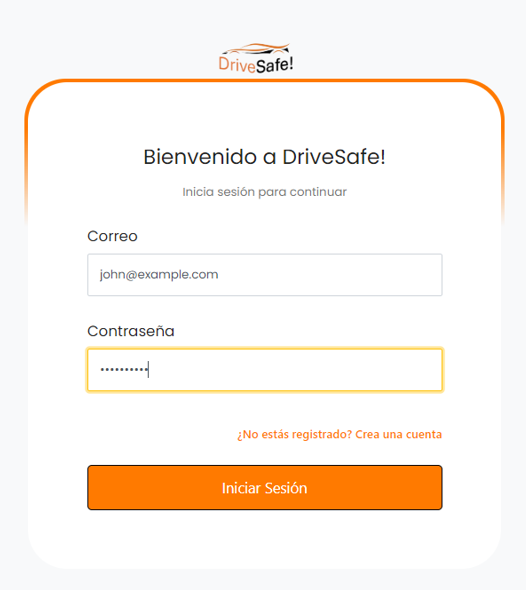 DriveSafe!
Bienvenido a DriveSafe!
Inicia sesión para continuar
Correo
john@example.com
Contraseña
••••••••••
¿No estás registrado? Crea una cuenta
Iniciar Sesión